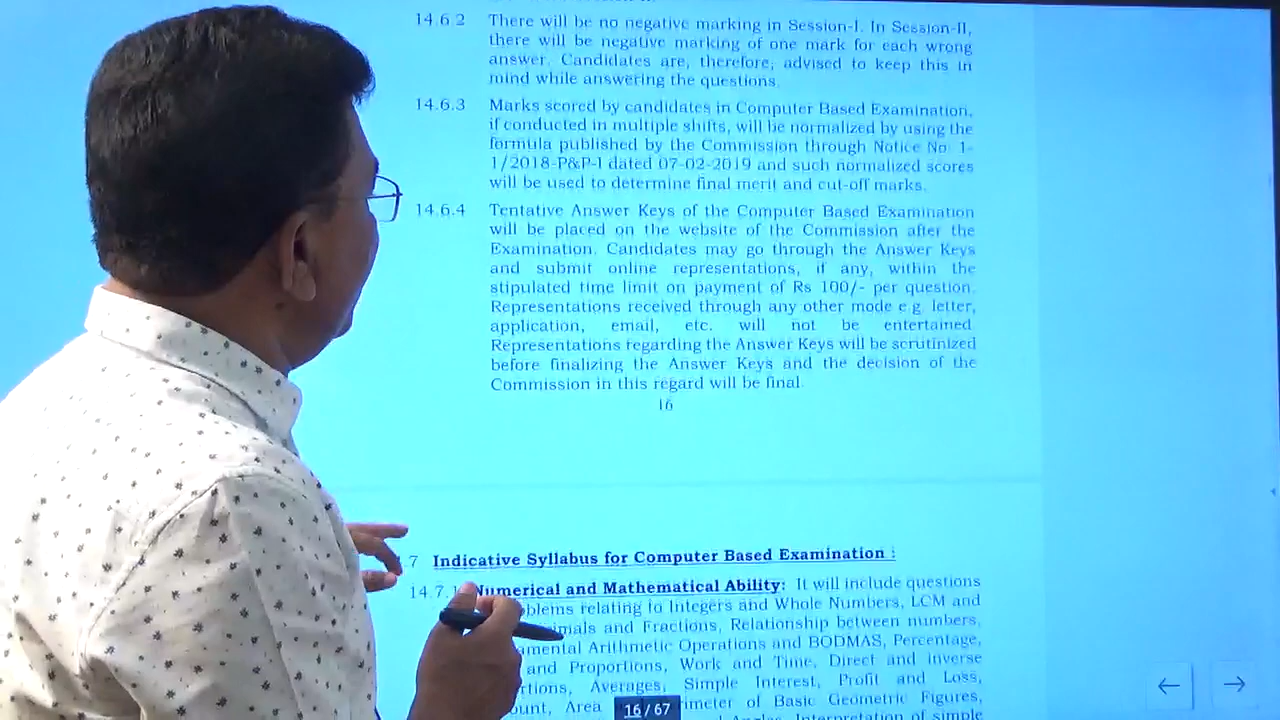 14.6.2 There will be no negative marking in Session-I. In Session-II,
there will be negative marking of one mark for each wrong
answer. Candidates are, therefore, advised to keep this in
mind while answering the questions.
14.6.3 Marks scored by candidates in Computer Based Examination,
if conducted in multiple shifts, will be normalized by using the
formula published by the Commission through Notice No: 1-
1/2018-P&P-I dated 07-02-2019 and such normalized scores
will be used to determine final merit and cut-off marks.
14.6.4 Tentative Answer Keys of the Computer Based Examination
will be placed on the website of the Commission after the
Examination. Candidates may go through the Answer Keys
and submit online representations, if any, within the
stipulated time limit on payment of Rs 100/- per question.
Representations received through any other mode e.g. letter,
application, email, etc. will not be entertained.
Representations regarding the Answer Keys will be scrutinized
before finalizing the Answer Keys and the decision of the
Commission in this regard will be final.
16
7 Indicative Syllabus for Computer Based Examination :
14.7.1 Numerical and Mathematical Ability: It will include questions
relating to Integers and Whole Numbers, LCM and
and Fractions, Relationship between numbers,
Arithmetic Operations and BODMAS, Percentage,
and Proportions, Work and Time, Direct and inverse
Averages, Simple Interest, Profit and Loss,
Area of Basic Geometric Figures,
Interpretation of simple
16 / 67
← →